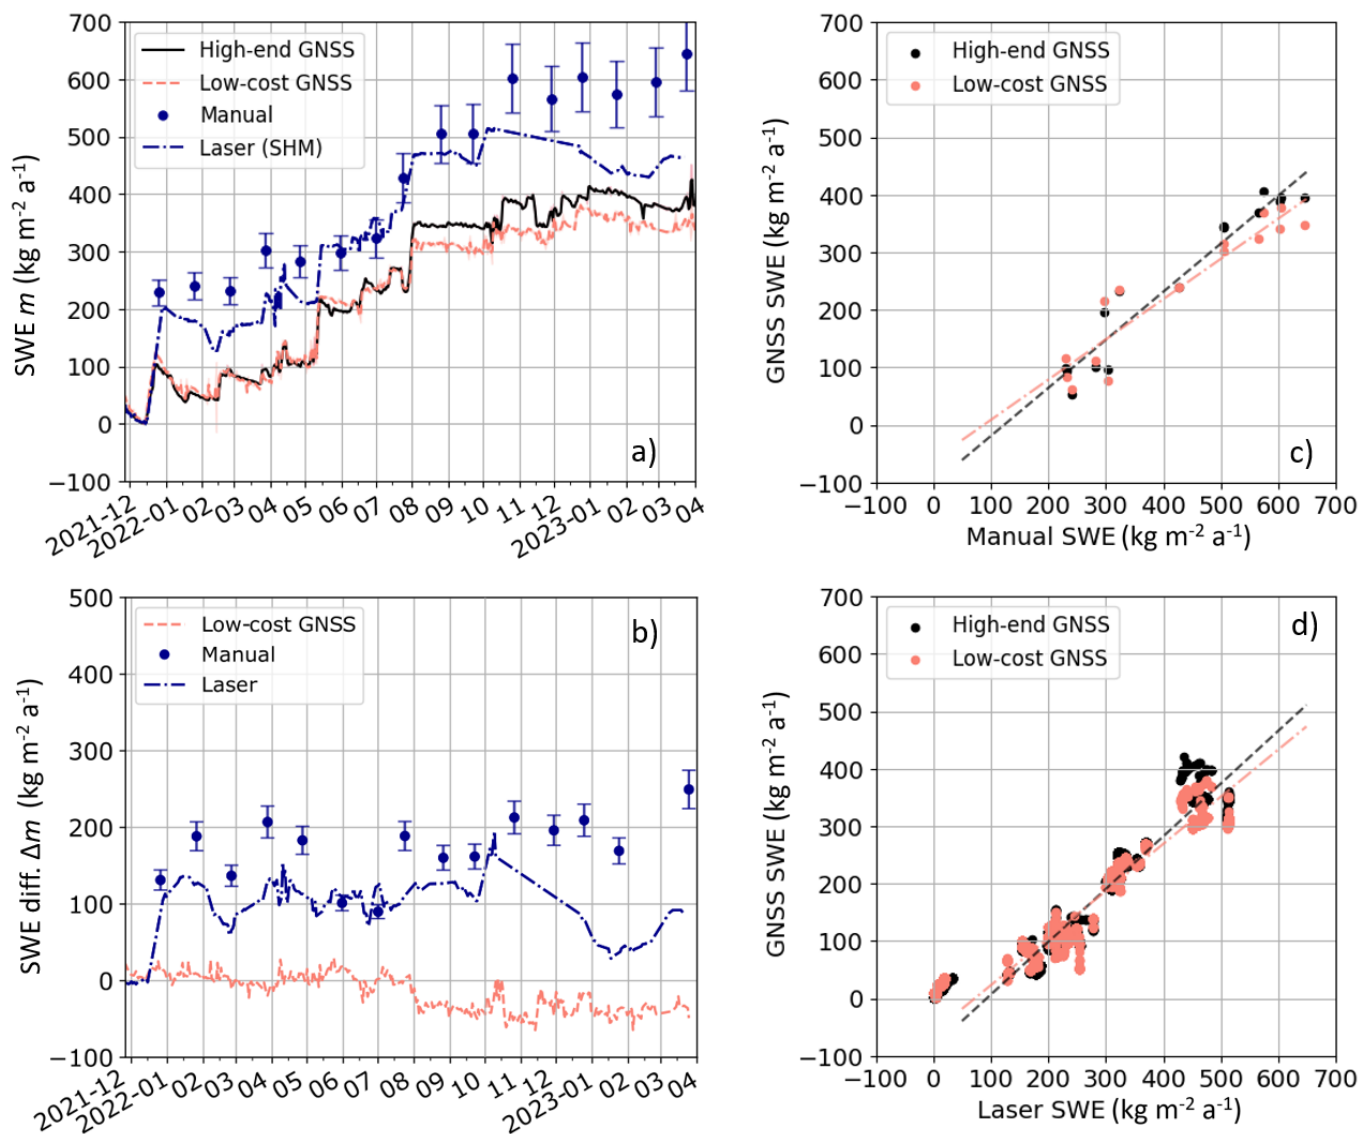 700
600
500
400
300
200
100
0
−100
SWE m (kg m-2 a-1)
High-end GNSS
Low-cost GNSS
Manual
Laser (SHM)
a)
2021-12
2022-01
02
03
04
05
06
07
08
09
10
11
12
2023-01
02
03
04
700
600
500
400
300
200
100
0
−100
GNSS SWE (kg m-2 a-1)
High-end GNSS
Low-cost GNSS
c)
−100 0 100 200 300 400 500 600 700
Manual SWE (kg m-2 a-1)
500
400
300
200
100
0
−100
SWE diff. Δm (kg m-2 a-1)
Low-cost GNSS
Manual
Laser
b)
2021-12
2022-01
02
03
04
05
06
07
08
09
10
11
12
2023-01
02
03
04
700
600
500
400
300
200
100
0
−100
GNSS SWE (kg m-2 a-1)
High-end GNSS
Low-cost GNSS
d)
−100 0 100 200 300 400 500 600 700
Laser SWE (kg m-2 a-1)